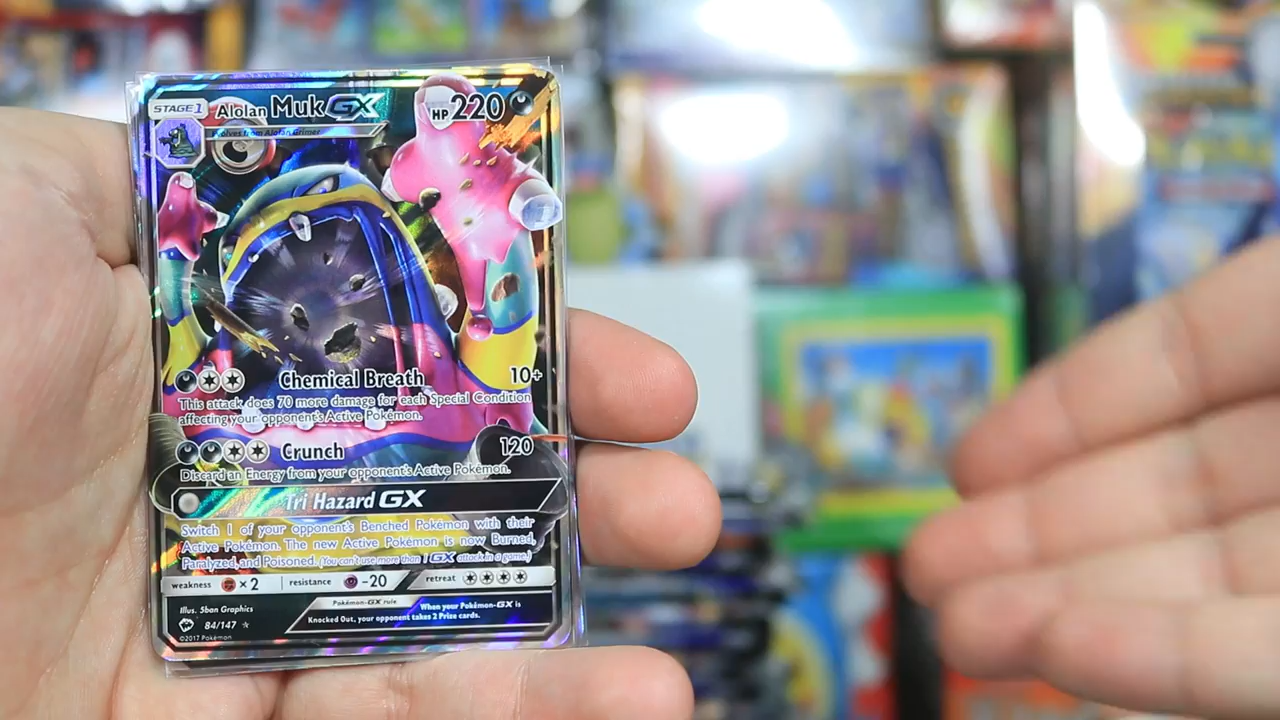 STAGE 1 Alolan Muk GX HP 220
Evolves from Alolan Grimer
Chemical Breath 10+
This attack does 70 more damage for each Special Condition
affecting your opponent's Active Pokémon.
Crunch 120
Discard an Energy from your opponent's Active Pokémon.
Tri Hazard GX
Switch 1 of your opponent's Benched Pokémon with their
Active Pokémon. The new Active Pokémon is now Burned,
Paralyzed, and Poisoned. (You can't use more than 1 GX attack in a game.)
weakness ×2 resistance -20 retreat
Illus. 5ban Graphics
84/147
©2017 Pokémon
Pokémon-GX rule When your Pokémon-GX is
Knocked Out, your opponent takes 2 Prize cards.